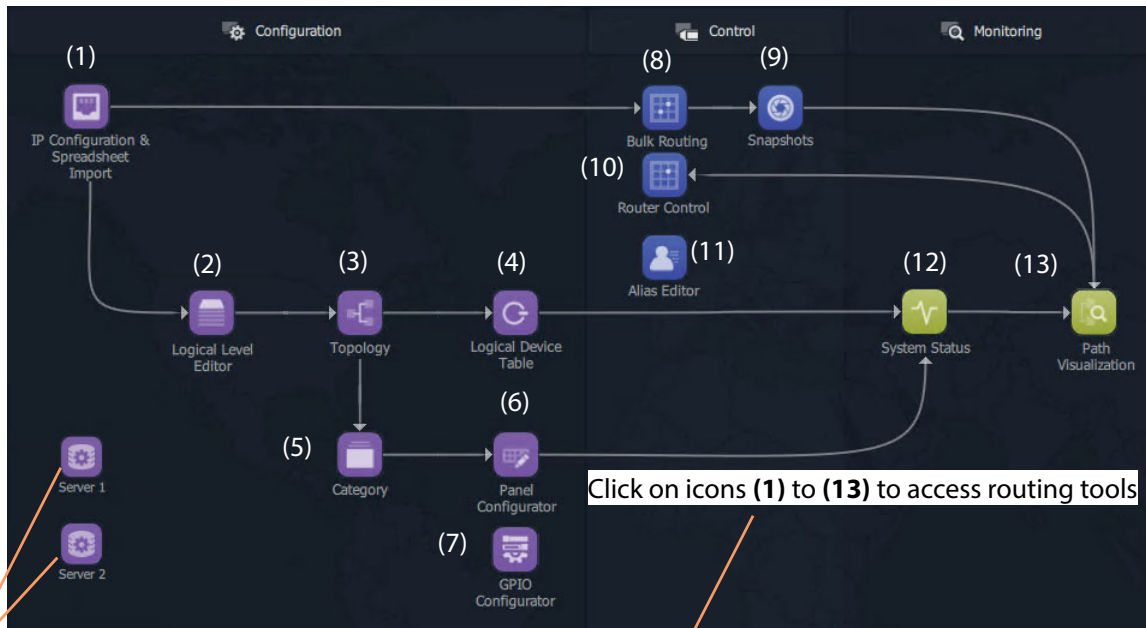 Configuration
Control
Monitoring
(1)
(8)
(9)
IP Configuration &
Spreadsheet
Import
Bulk Routing
Snapshots
(10)
Router Control
(2)
(3)
(4)
(11)
(12)
(13)
Alias Editor
Logical Level
Editor
Topology
Logical Device
Table
System Status
Path
Visualization
(5)
(6)
Server 1
Category
Panel
Configurator
Click on icons (1) to (13) to access routing tools
(7)
Server 2
GPIO
Configurator